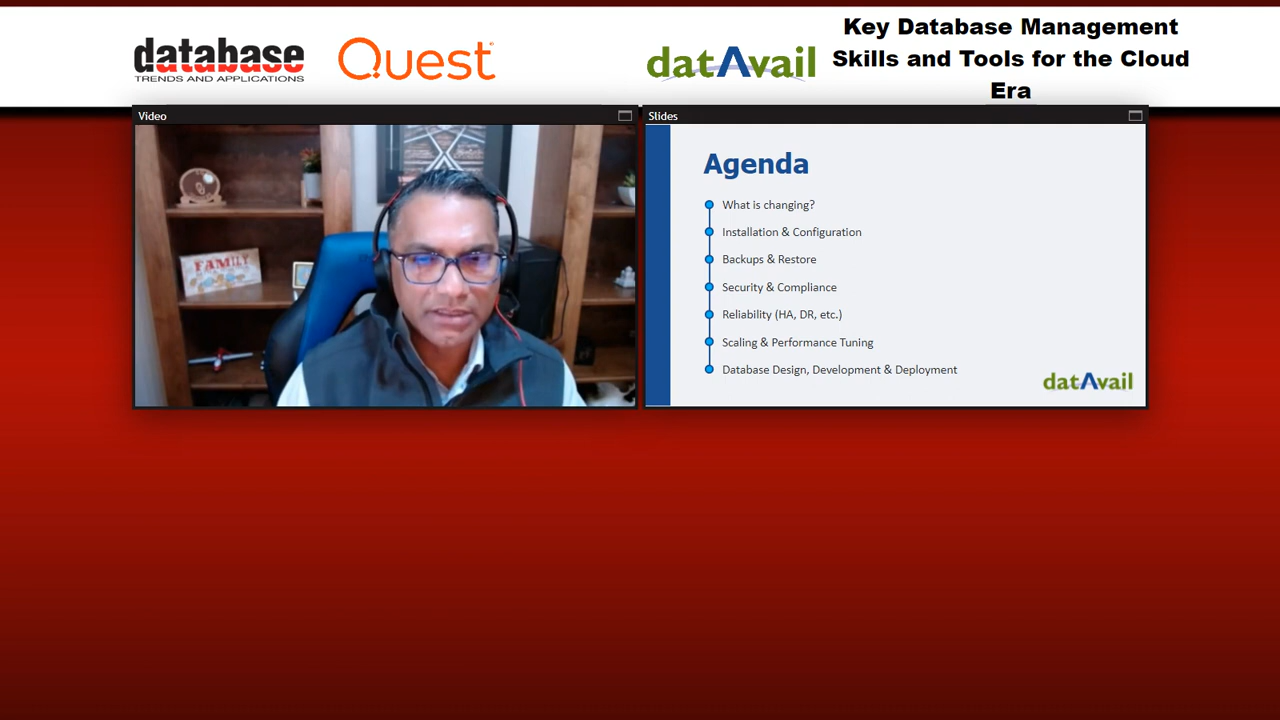 database
TRENDS AND APPLICATIONS
Quest
datAvail
Key Database Management
Skills and Tools for the Cloud
Era
Video
FAMILY
Slides
Agenda
What is changing?
Installation & Configuration
Backups & Restore
Security & Compliance
Reliability (HA, DR, etc.)
Scaling & Performance Tuning
Database Design, Development & Deployment
datAvail